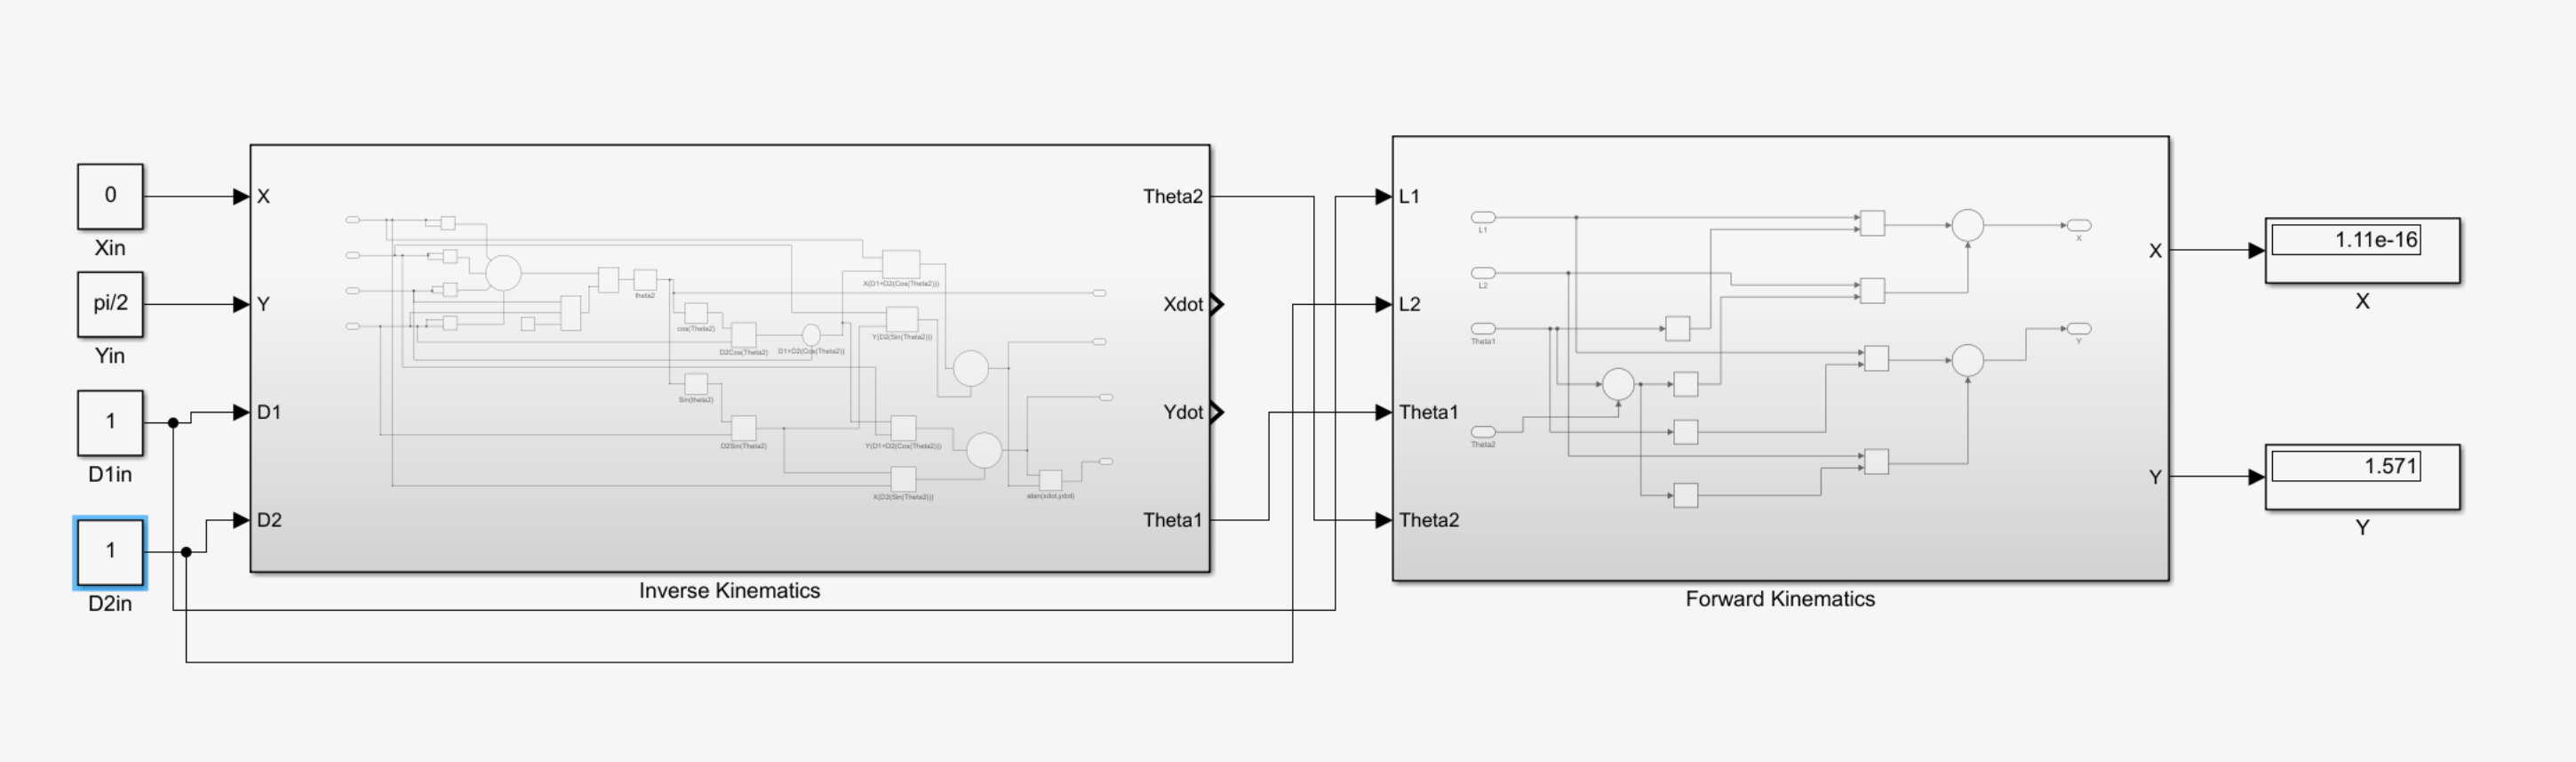 0
Xin
pi/2
Yin
1
D1in
1
D2in
X
Y
D1
D2
theta2
cos(Theta2)
D2Cos(Theta2)
D1+D2(Cos(Theta2))
Sin(theta2)
D2Sin(Theta2)
X(D1+D2(Cos(Theta2)))
Y(D2(Sin(Theta2)))
Y(D1+D2(Cos(Theta2)))
X(D2(Sin(Theta2)))
atan(xdot,ydot)
Theta2
Xdot
Ydot
Theta1
Inverse Kinematics
L1
L2
Theta1
Theta2
L1
L2
Theta1
Theta2
X
Y
X
Y
Forward Kinematics
1.11e-16
X
1.571
Y